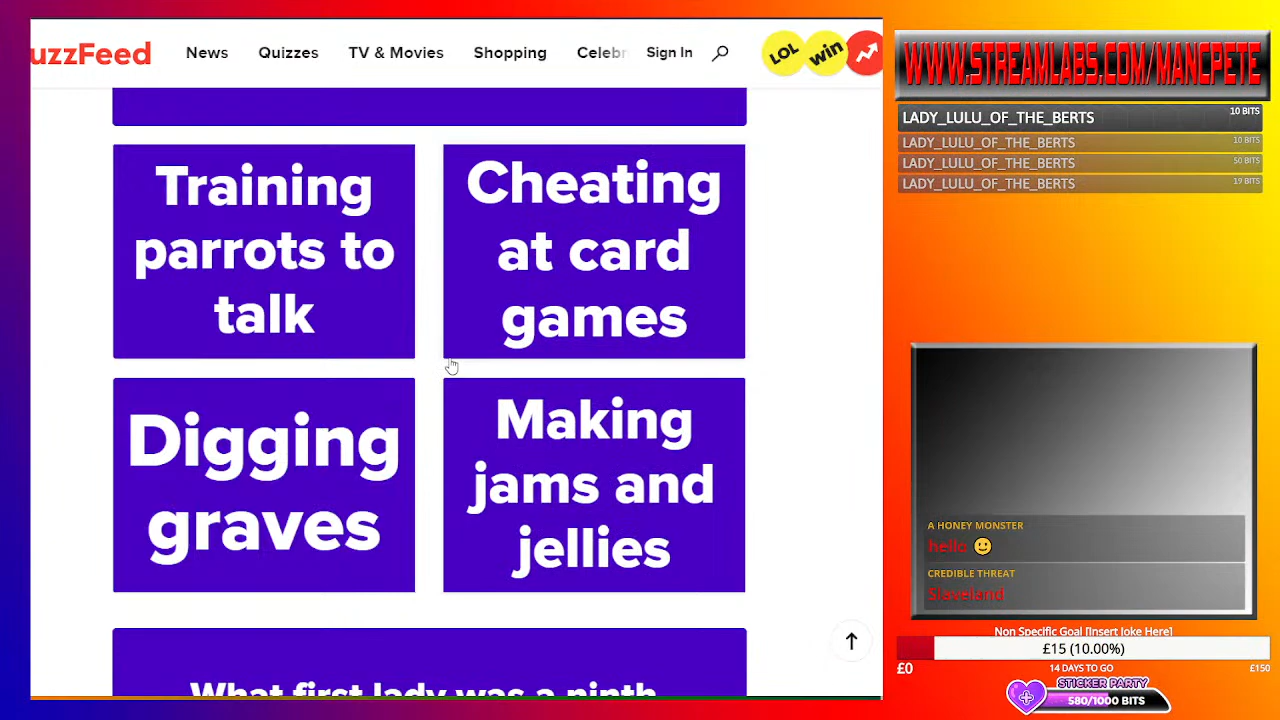 uzzFeed News Quizzes TV & Movies Shopping Celebr Sign In LOL win
Training
parrots to
talk
Cheating
at card
games
Digging
graves
Making
jams and
jellies
What first lady was a ninth
WWW.STREAMLABS.COM/MANCPETE
LADY_LULU_OF_THE_BERTS 10 BITS
LADY_LULU_OF_THE_BERTS 10 BITS
LADY_LULU_OF_THE_BERTS 50 BITS
LADY_LULU_OF_THE_BERTS 19 BITS
A HONEY MONSTER
hello 🙂
CREDIBLE THREAT
Slaveland
Non Specific Goal [Insert Joke Here]
£15 (10.00%)
£0 14 DAYS TO GO £150
STICKER PARTY
580/1000 BITS